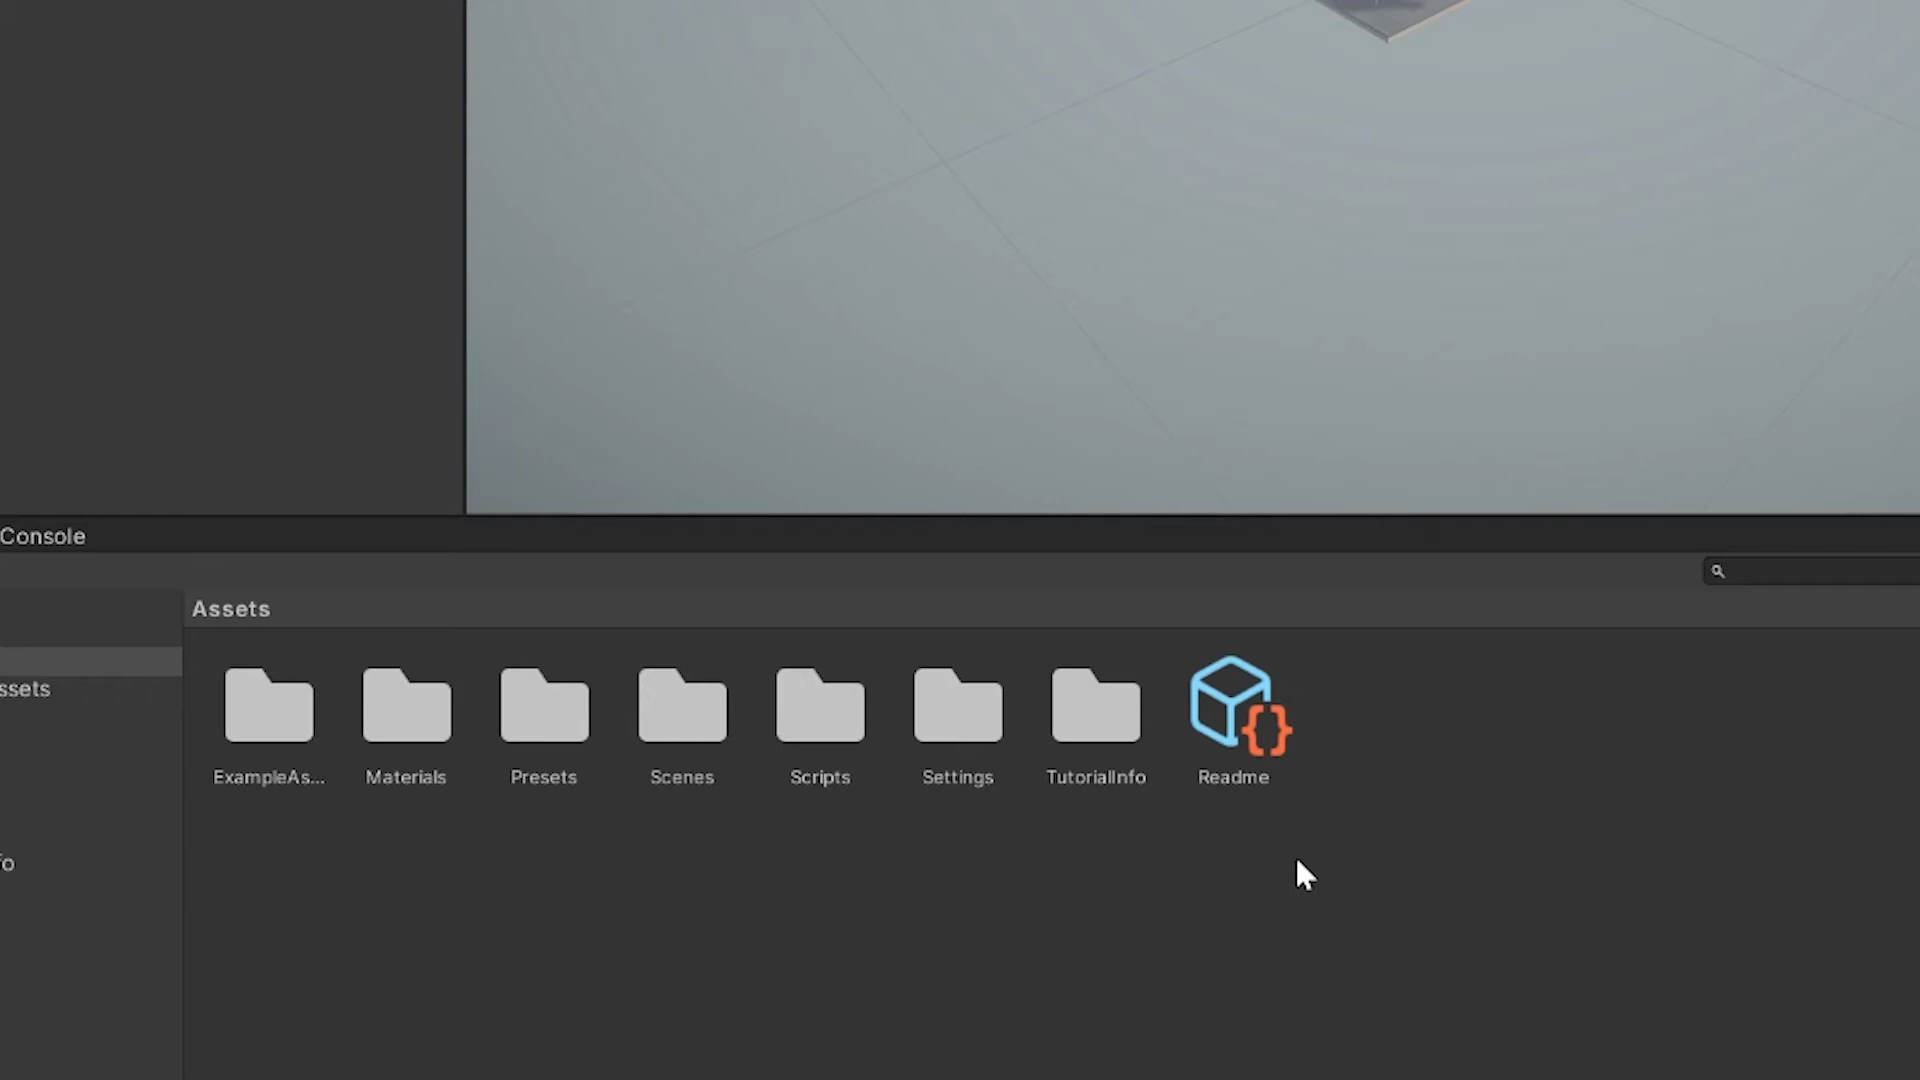 Console
Assets
ssets
ExampleAs...
Materials
Presets
Scenes
Scripts
Settings
TutorialInfo
Readme
fo